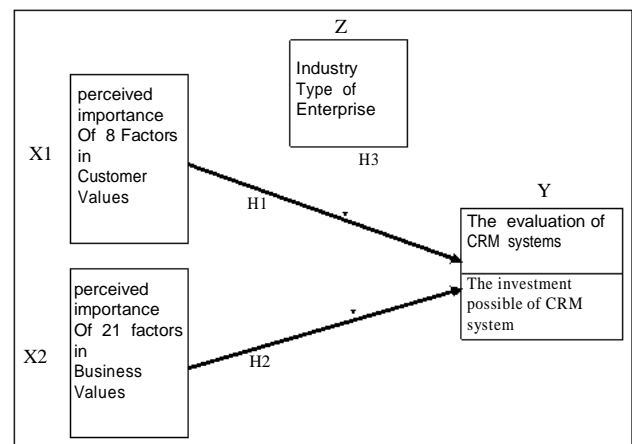 Z
Industry
Type of
Enterprise
H3
X1
perceived
importance
Of 8 Factors
in
Customer
Values
H1
Y
The evaluation of
CRM systems
The investment
possible of CRM
system
X2
perceived
importance
Of 21 factors
in
Business
Values
H2